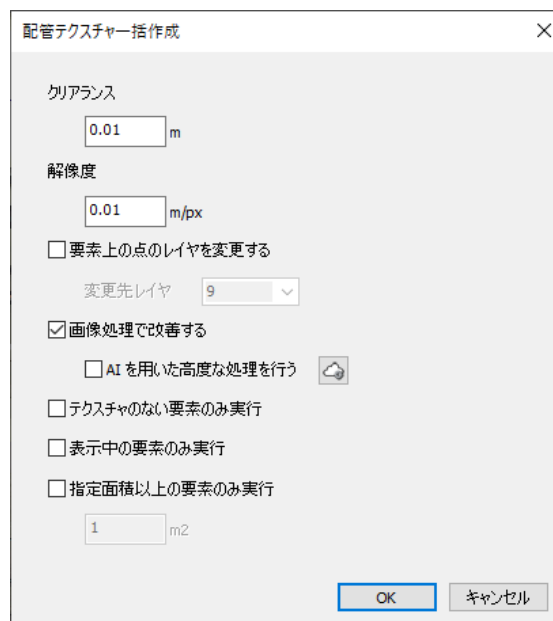 配管テクスチャー括作成
クリアランス
0.01 m
解像度
0.01 m/px
要素上の点のレイヤを変更する
変更先レイヤ 9
画像処理で改善する
AIを用いた高度な処理を行う
テクスチャのない要素のみ実行
表示中の要素のみ実行
指定面積以上の要素のみ実行
1 m2
OK キャンセル